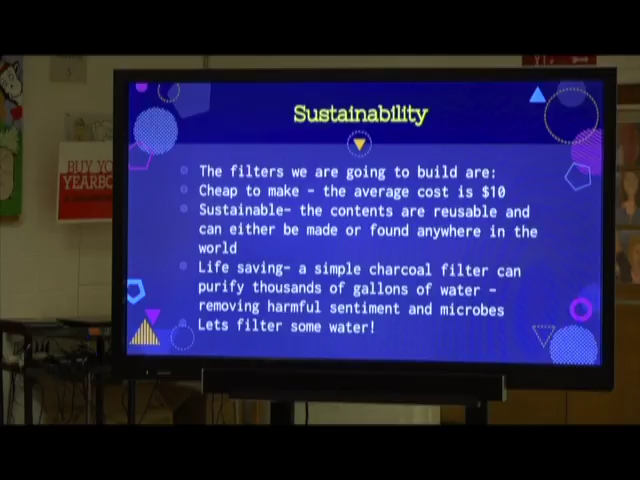 Sustainability
The filters we are going to build are:
Cheap to make - the average cost is $10
Sustainable- the contents are reusable and
can either be made or found anywhere in the
world
Life saving- a simple charcoal filter can
purify thousands of gallons of water -
removing harmful sentiment and microbes
Lets filter some water!
BUY YO
YEARBO